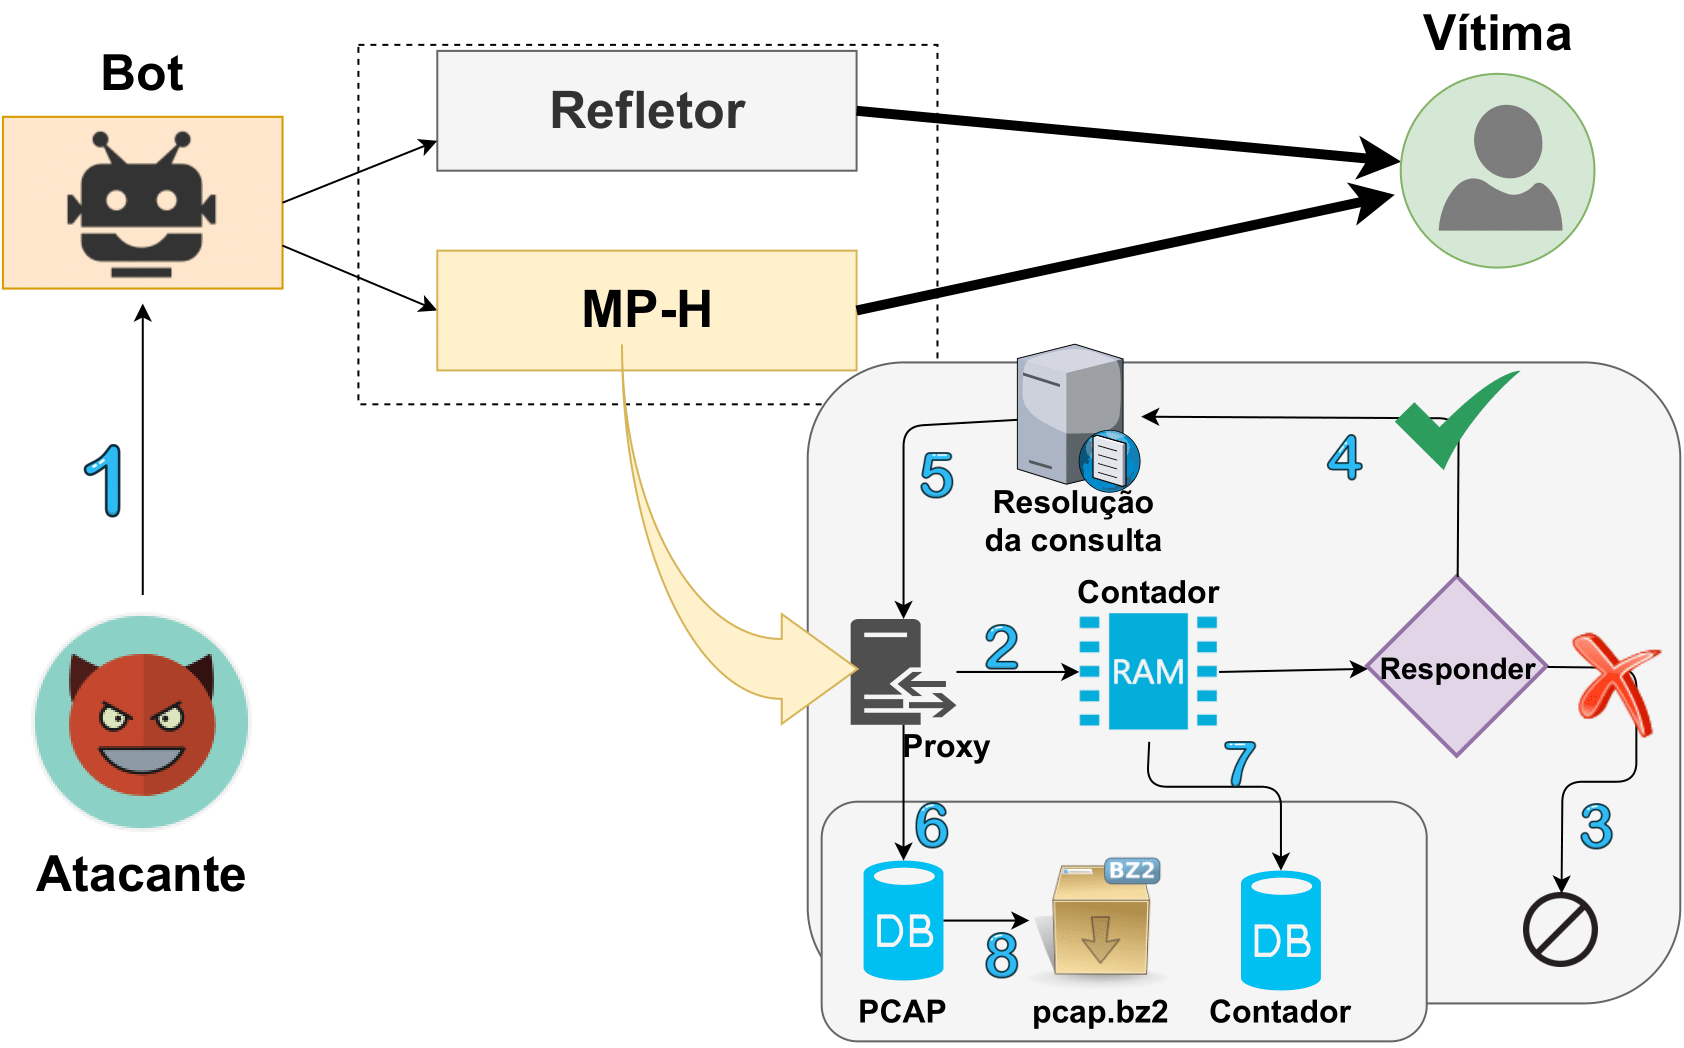 Vítima
Bot
Refletor
MP-H
1
Atacante
Resolução
da consulta
5
4
Contador
2
RAM
Responder
Proxy
7
6
3
BZ2
DB
8
DB
PCAP
pcap.bz2
Contador